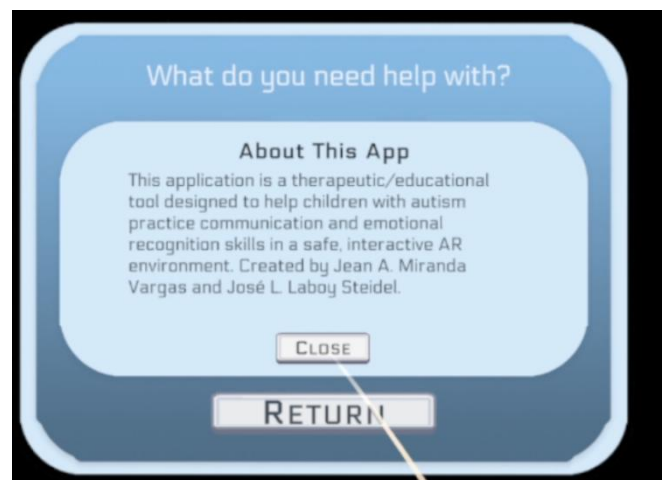 What do you need help with?
About This App
This application is a therapeutic/educational
tool designed to help children with autism
practice communication and emotional
recognition skills in a safe, interactive AR
environment. Created by Jean A. Miranda
Vargas and José L. Laboy Steidel.
CLOSE
RETURN